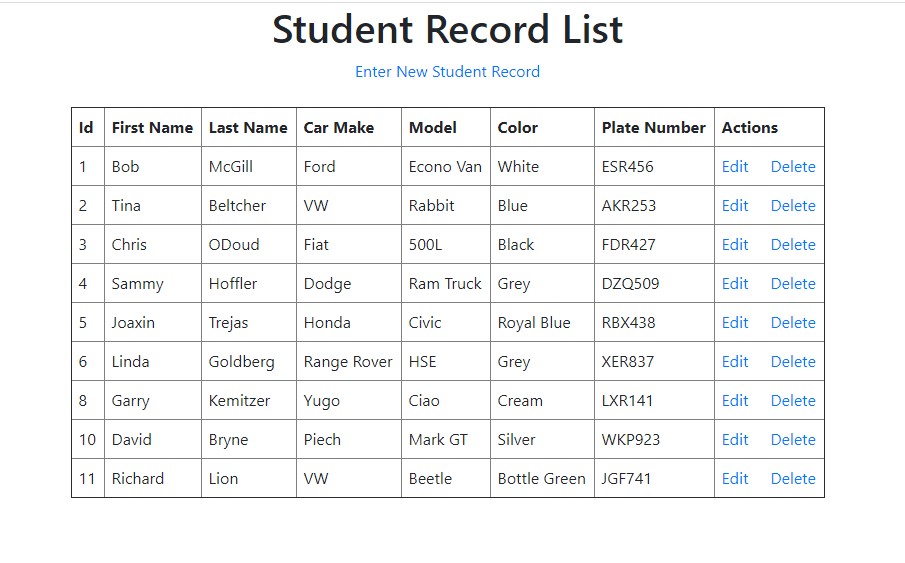 Student Record List
Enter New Student Record
Id First Name Last Name Car Make Model Color Plate Number Actions
1 Bob McGill Ford Econo Van White ESR456 Edit Delete
2 Tina Beltcher VW Rabbit Blue AKR253 Edit Delete
3 Chris ODoud Fiat 500L Black FDR427 Edit Delete
4 Sammy Hoffler Dodge Ram Truck Grey DZQ509 Edit Delete
5 Joaxin Trejas Honda Civic Royal Blue RBX438 Edit Delete
6 Linda Goldberg Range Rover HSE Grey XER837 Edit Delete
8 Garry Kemitzer Yugo Ciao Cream LXR141 Edit Delete
10 David Bryne Piech Mark GT Silver WKP923 Edit Delete
11 Richard Lion VW Beetle Bottle Green JGF741 Edit Delete